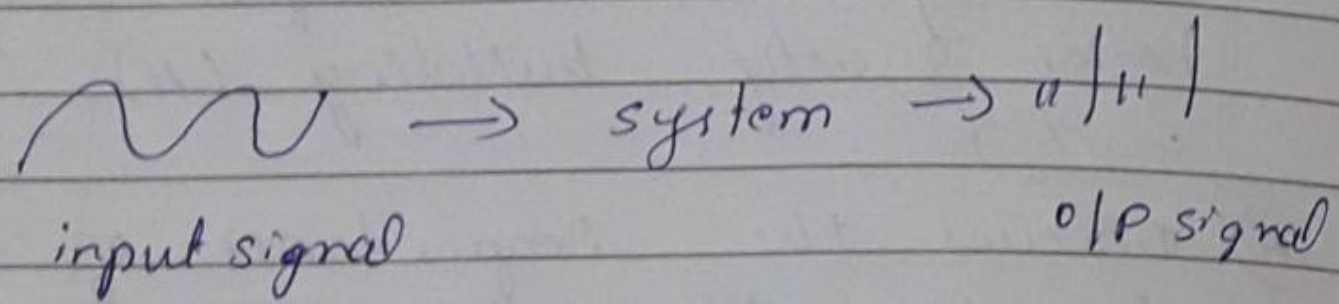 → system →
input signal
O/P signal